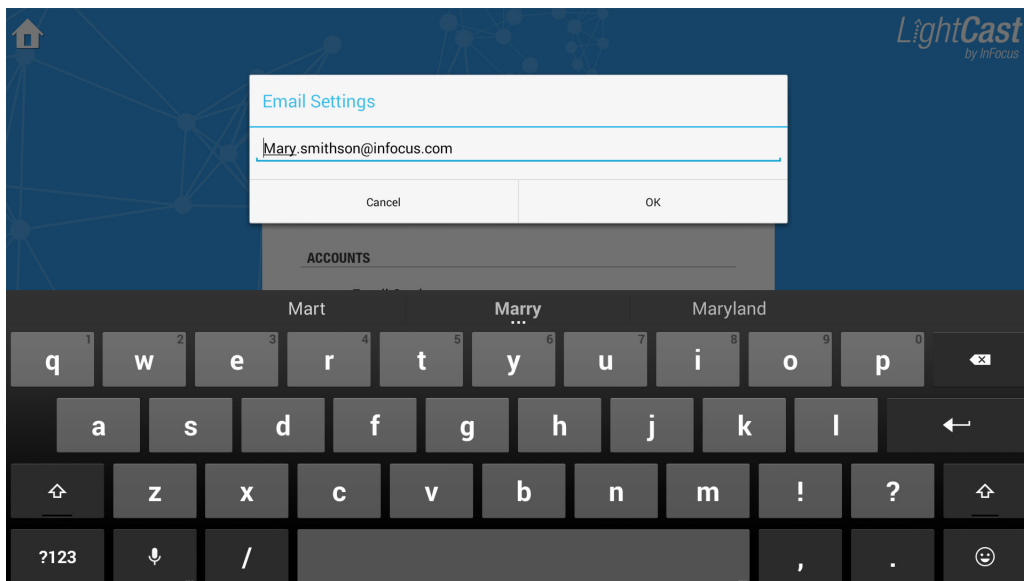 LightCast
by InFocus
Email Settings
Mary.smithson@infocus.com
Cancel OK
ACCOUNTS
Mart Marry Maryland
1 2 3 4 5 6 7 8 9 0
q w e r t y u i o p
a s d f g h j k l
z x c v b n m ! ?
?123 / , .